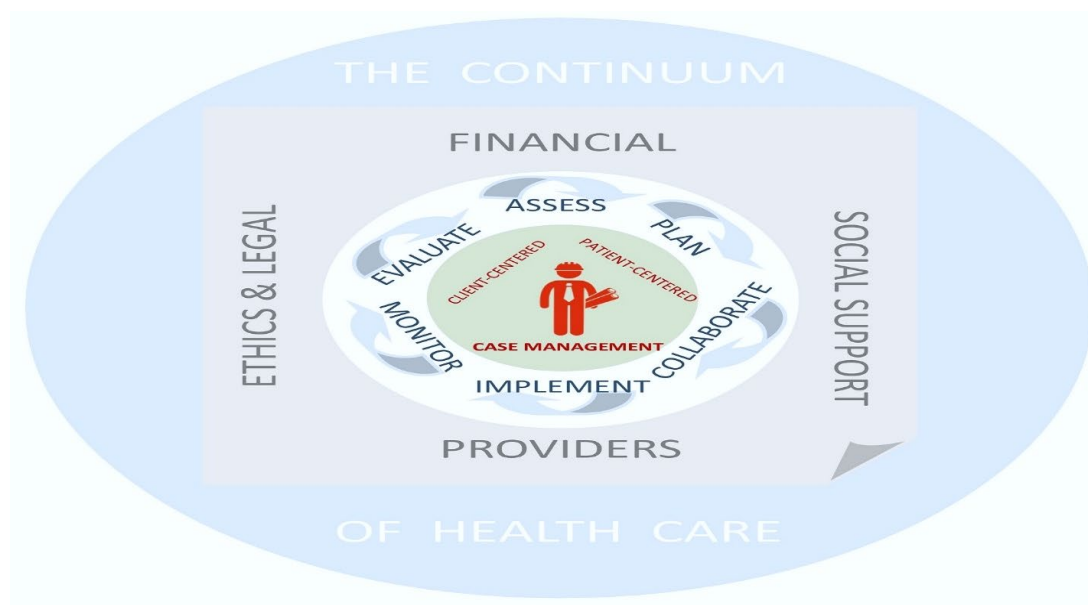 THE CONTINUUM
FINANCIAL
ETHICS & LEGAL
SOCIAL SUPPORT
ASSESS
PLAN
COLLABORATE
IMPLEMENT
MONITOR
EVALUATE
CLIENT-CENTERED
PATIENT-CENTERED
CASE MANAGEMENT
PROVIDERS
OF HEALTH CARE